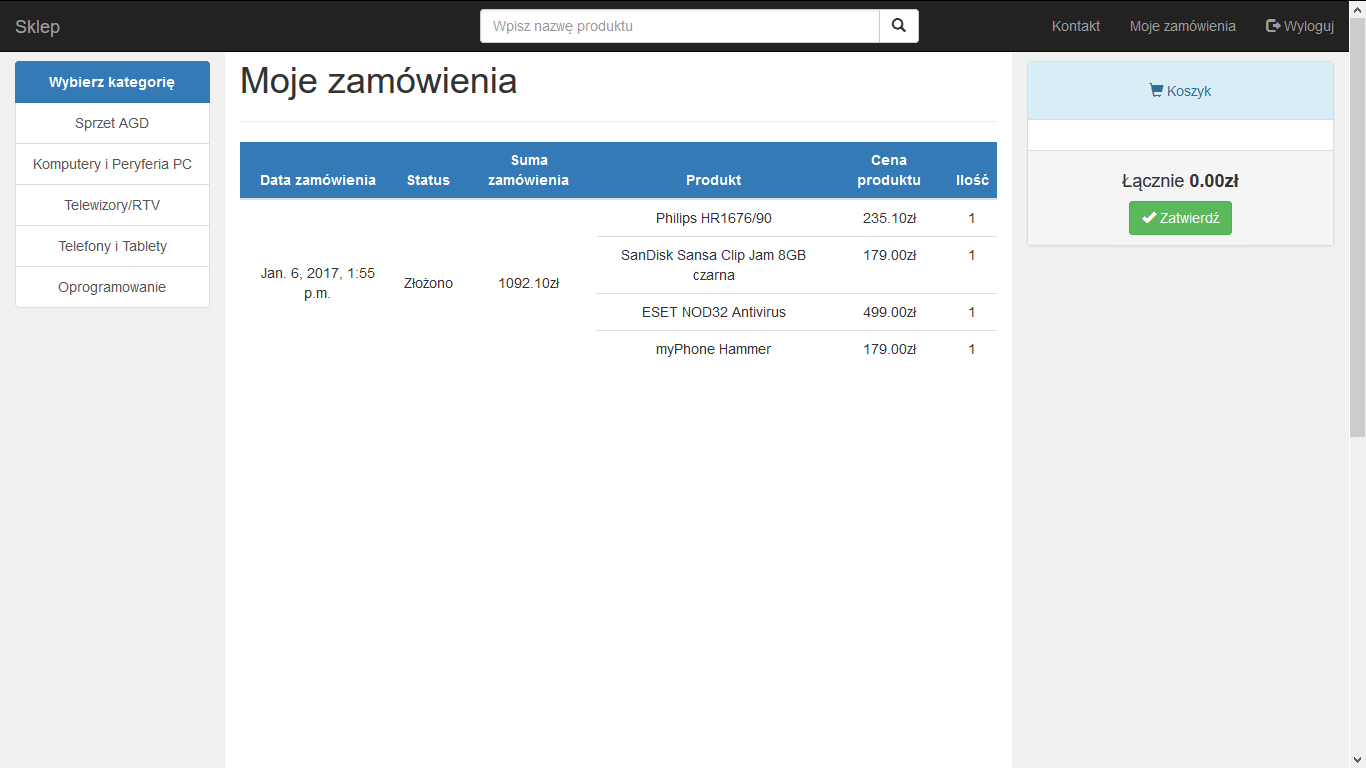 Sklep
Wpisz nazwę produktu
Kontakt
Moje zamówienia
Wyloguj
Wybierz kategorię
Sprzet AGD
Komputery i Peryferia PC
Telewizory/RTV
Telefony i Tablety
Oprogramowanie
Moje zamówienia
Data zamówienia
Status
Suma
zamówienia
Produkt
Cena
produktu
Ilość
Jan. 6, 2017, 1:55
p.m.
Złożono
1092.10zł
Philips HR1676/90
235.10zł
1
SanDisk Sansa Clip Jam 8GB
czarna
179.00zł
1
ESET NOD32 Antivirus
499.00zł
1
myPhone Hammer
179.00zł
1
Koszyk
Łącznie 0.00zł
Zatwierdź